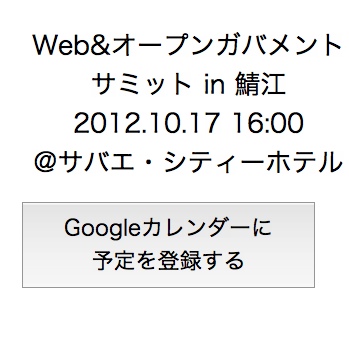 Web&オープンガバメント
サミット in 鯖江
2012.10.17 16:00
@サバエ・シティーホテル
Googleカレンダーに
予定を登録する